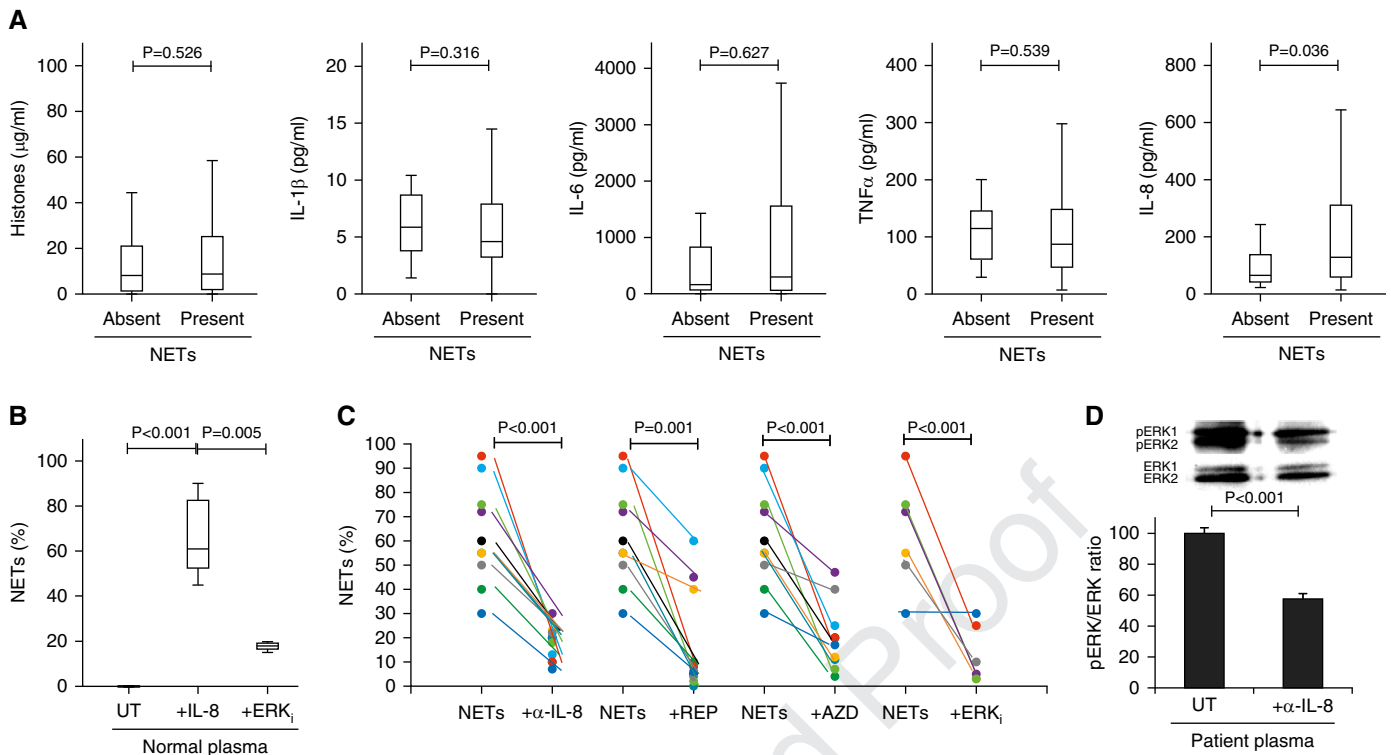 A
P=0.526
P=0.316
P=0.627
P=0.539
P=0.036
Histones (μg/ml)
100
80
60
40
20
0
Absent Present
NETs
IL-1β (pg/ml)
20
15
10
5
0
Absent Present
NETs
IL-6 (pg/ml)
4000
3000
2000
1000
0
Absent Present
NETs
TNFα (pg/ml)
400
300
200
100
0
Absent Present
NETs
IL-8 (pg/ml)
800
600
400
200
0
Absent Present
NETs
B
P<0.001 P=0.005
NETs (%)
100
80
60
40
20
0
UT +IL-8 +ERKi
Normal plasma
C
P<0.001 P=0.001 P<0.001 P<0.001
NETs (%)
100
90
80
70
60
50
40
30
20
10
0
NETs +α-IL-8 NETs +REP NETs +AZD NETs +ERKi
D
pERK1
pERK2
ERK1
ERK2
P<0.001
pERK/ERK ratio
100
80
60
40
20
0
UT +α-IL-8
Patient plasma
d Proof